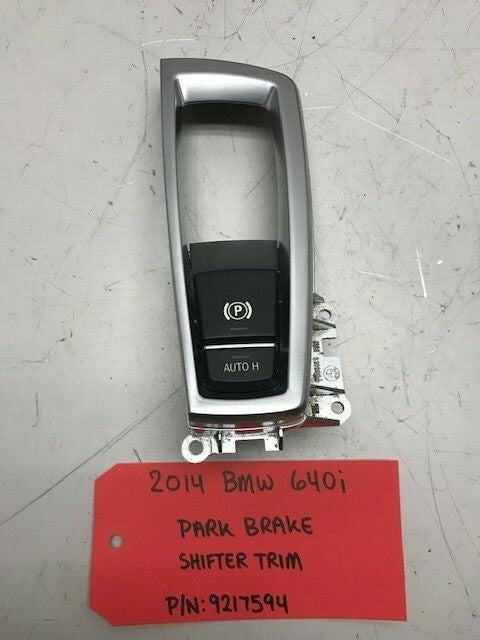 (P)
AUTO H
2014 BMW 640i
PARK BRAKE
SHIFTER TRIM
P/N: 9217594